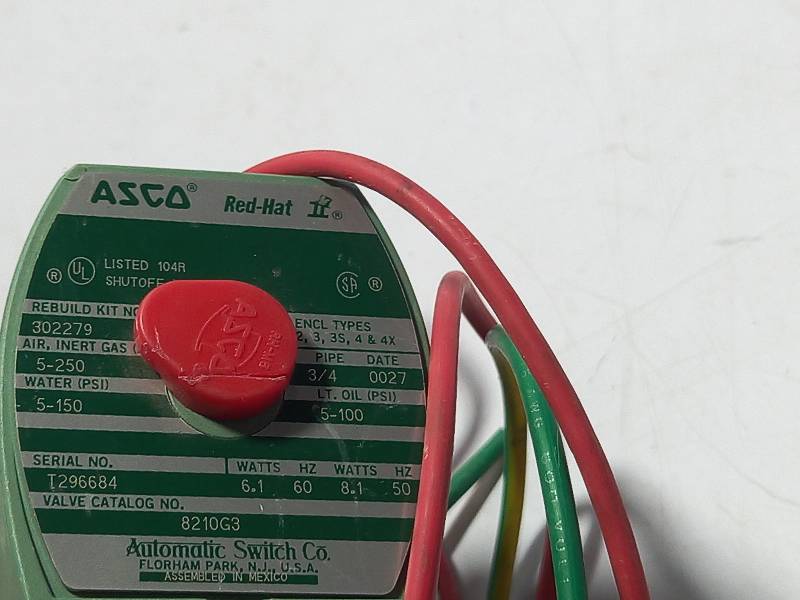 ASCO® Red-Hat II®
® UL LISTED 104R
SHUTOFF
SA ®
REBUILD KIT NO
302279
ENCL TYPES
2, 3, 3S, 4 & 4X
AIR, INERT GAS
5-250
PIPE DATE
3/4 0027
WATER (PSI)
5-150
LT. OIL (PSI)
5-100
SERIAL NO.
T296684
WATTS HZ WATTS HZ
6.1 60 8.1 50
VALVE CATALOG NO.
8210G3
Automatic Switch Co.
FLORHAM PARK, N.J., U.S.A.
ASSEMBLED IN MEXICO
ASCO